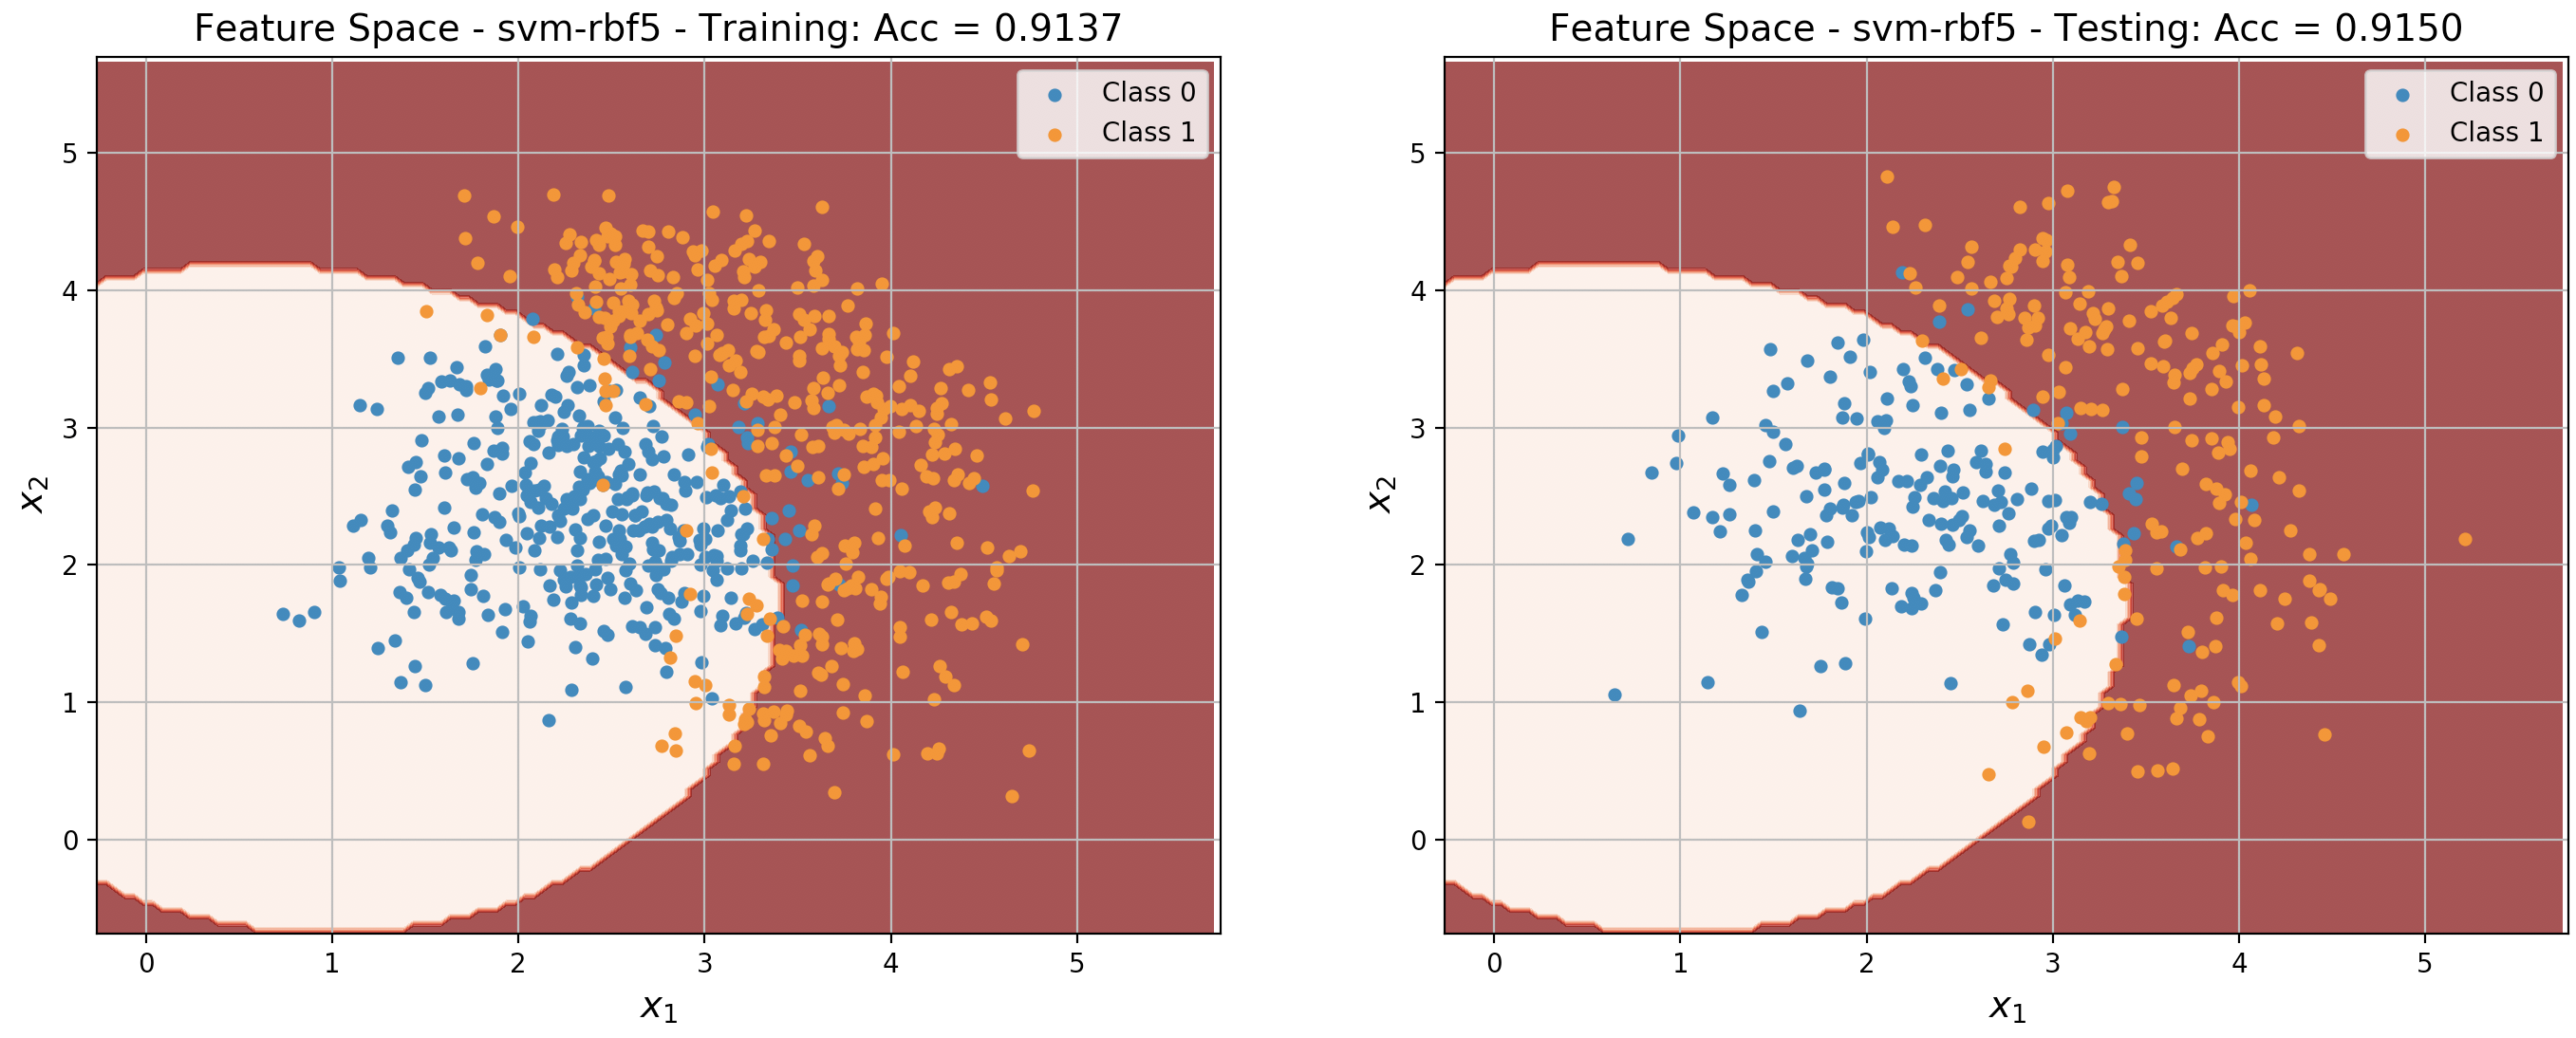 Feature Space - svm-rbf5 - Training: Acc = 0.9137
Class 0
Class 1
5
4
3
2
1
0
x₂
0 1 2 3 4 5
x₁
Feature Space - svm-rbf5 - Testing: Acc = 0.9150
Class 0
Class 1
5
4
3
2
1
0
x₂
0 1 2 3 4 5
x₁